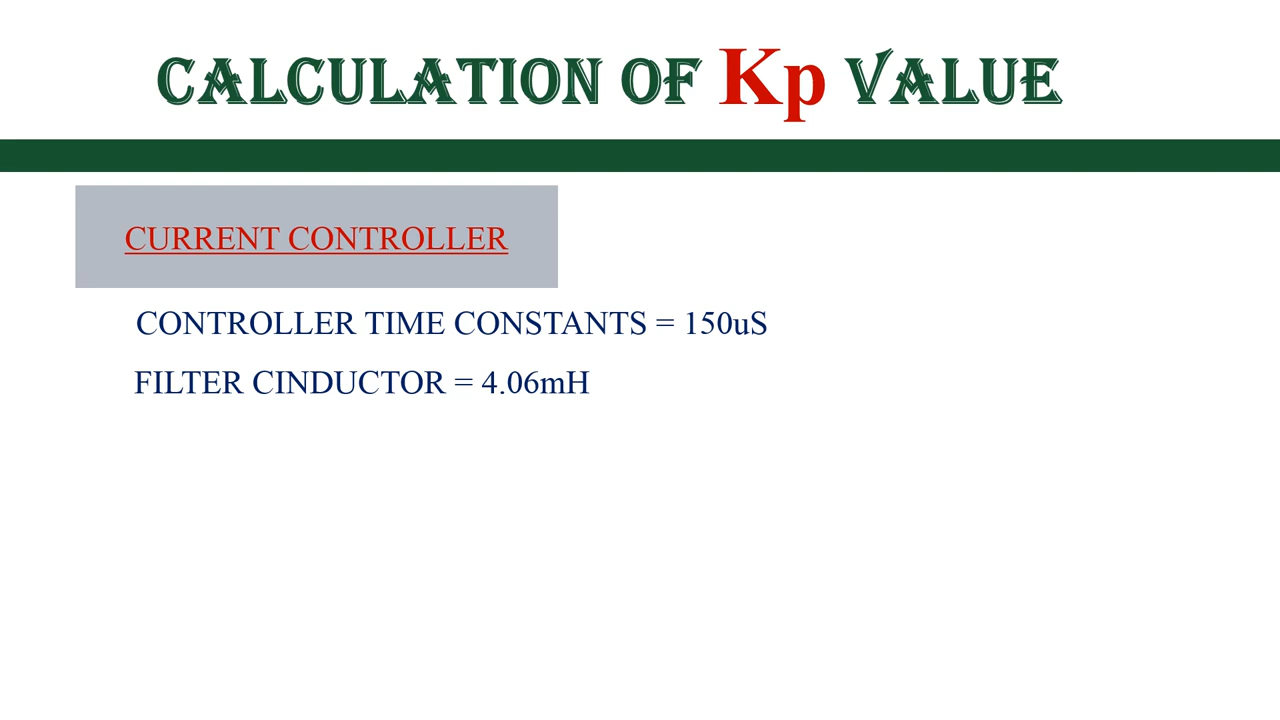 CALCULATION OF Kp VALUE
CURRENT CONTROLLER
CONTROLLER TIME CONSTANTS = 150uS
FILTER CINDUCTOR = 4.06mH